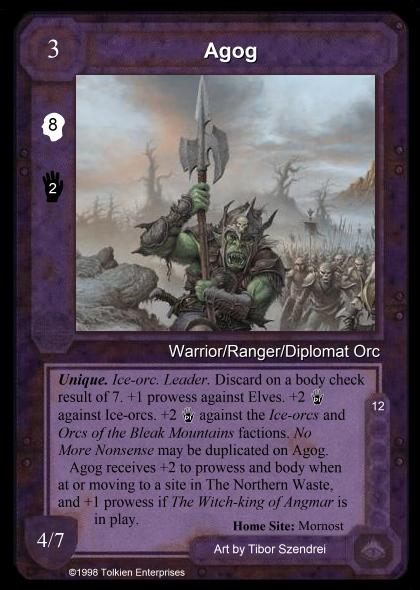 3
Agog
8
2
Warrior/Ranger/Diplomat Orc
Unique. Ice-orc. Leader. Discard on a body check
result of 7. +1 prowess against Elves. +2
against Ice-orcs. +2 against the Ice-orcs and
Orcs of the Bleak Mountains factions. No
More Nonsense may be duplicated on Agog.
Agog receives +2 to prowess and body when
at or moving to a site in The Northern Waste,
and +1 prowess if The Witch-king of Angmar is
in play.
12
Home Site: Mornost
4/7
Art by Tibor Szendrei
©1998 Tolkien Enterprises